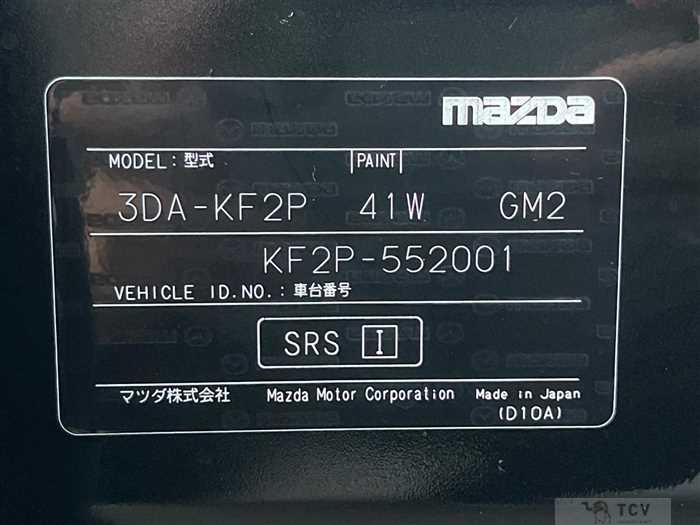 mazda
MODEL: 型式 PAINT
3DA-KF2P 41W GM2
KF2P-552001
VEHICLE ID.NO.: 車台番号
SRS I
マツダ株式会社 Mazda Motor Corporation Made in Japan
(D10A)
TCV